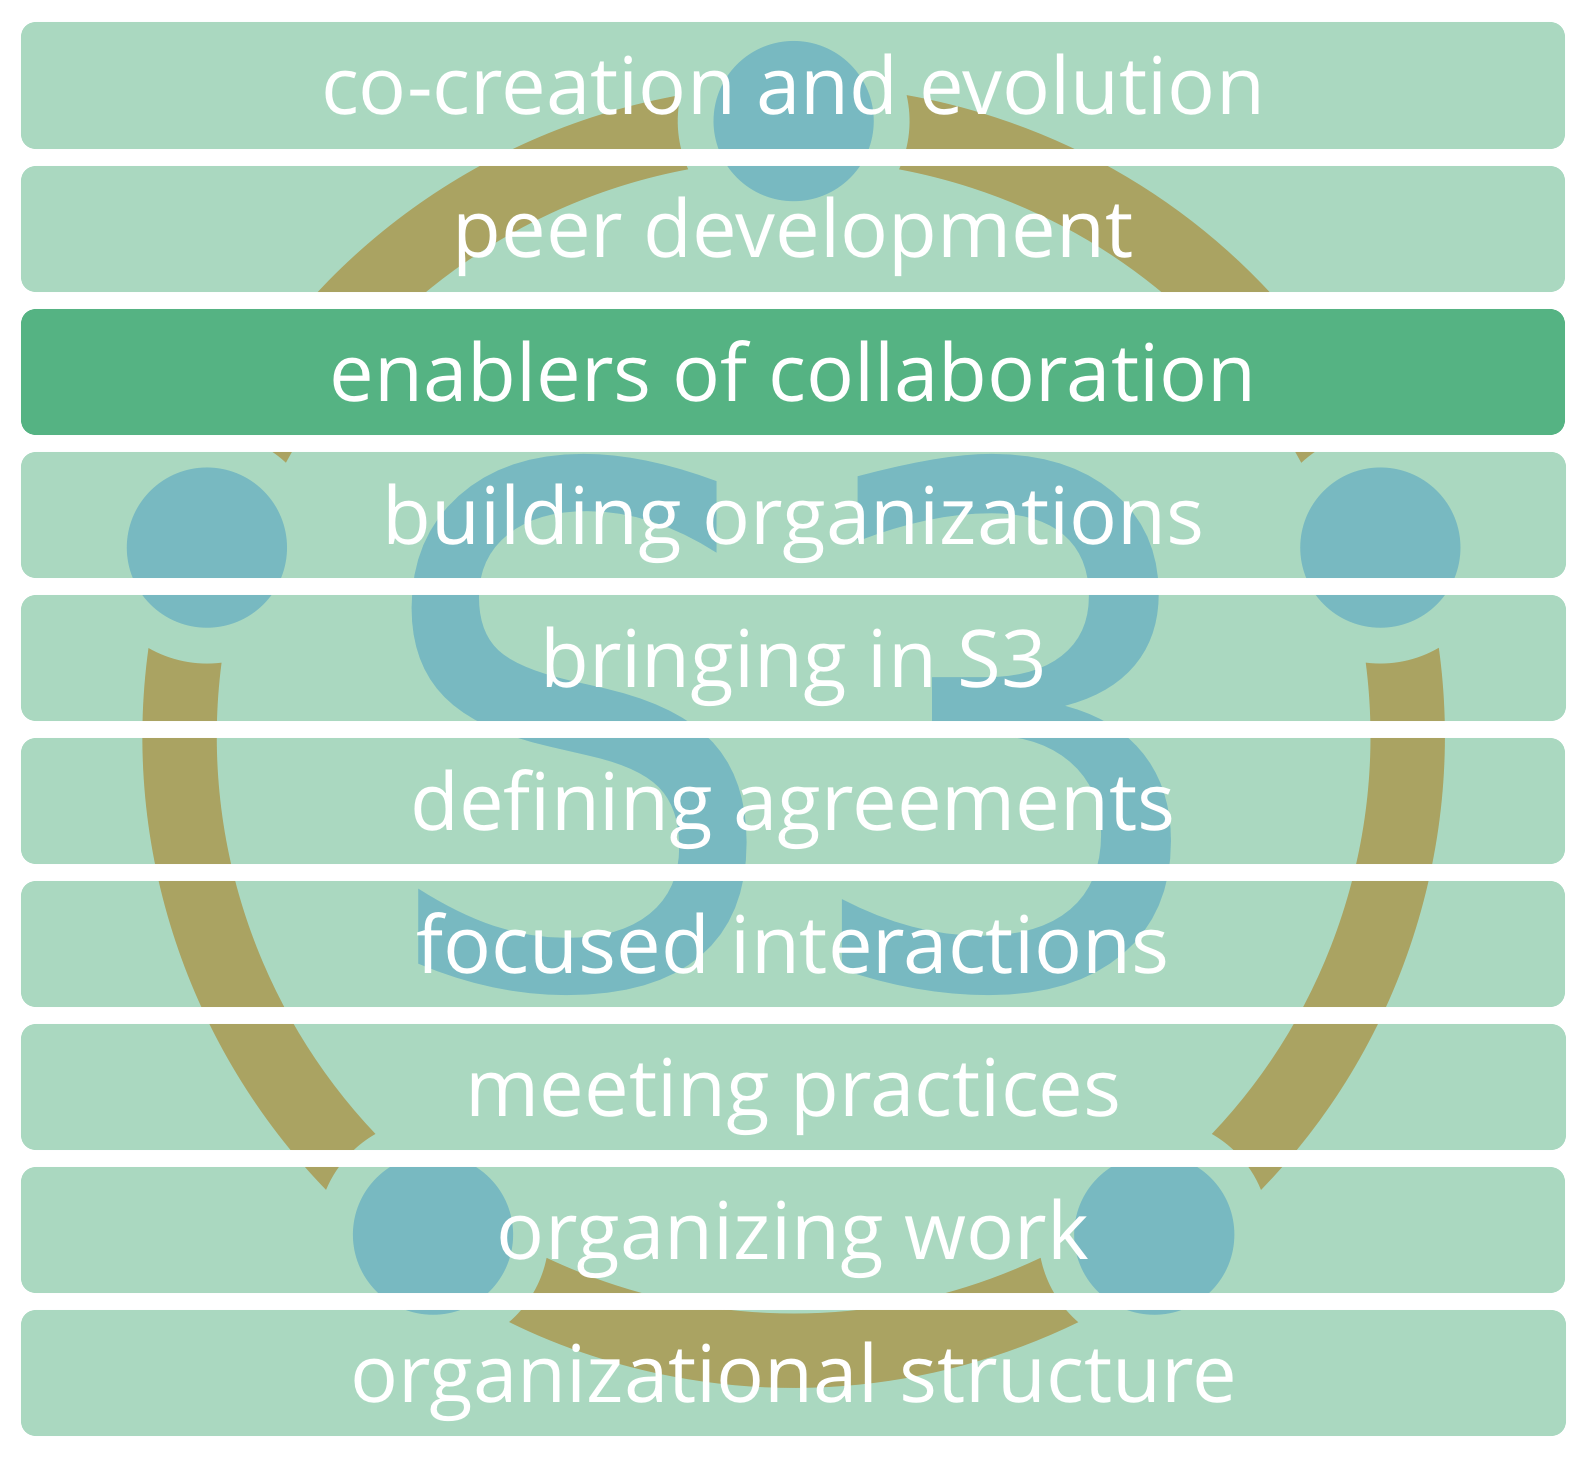 co-creation and evolution
peer development
enablers of collaboration
building organizations
bringing in S3
defining agreements
focused interactions
meeting practices
organizing work
organizational structure
S3